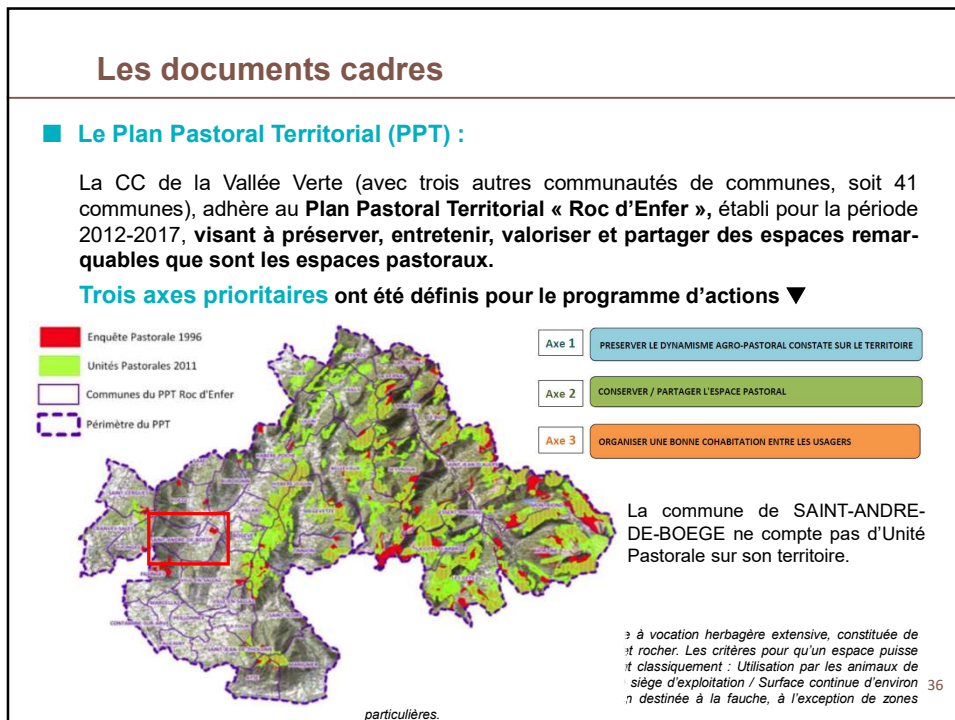 Les documents cadres
■ Le Plan Pastoral Territorial (PPT) :
La CC de la Vallée Verte (avec trois autres communautés de communes, soit 41
communes), adhère au Plan Pastoral Territorial « Roc d'Enfer », établi pour la période
2012-2017, visant à préserver, entretenir, valoriser et partager des espaces remar-
quables que sont les espaces pastoraux.
Trois axes prioritaires ont été définis pour le programme d'actions ▼
Enquête Pastorale 1996
Unités Pastorales 2011
Communes du PPT Roc d'Enfer
Périmètre du PPT
Axe 1 PRESERVER LE DYNAMISME AGRO-PASTORAL CONSTATE SUR LE TERRITOIRE
Axe 2 CONSERVER / PARTAGER L'ESPACE PASTORAL
Axe 3 ORGANISER UNE BONNE COHABITATION ENTRE LES USAGERS
SAINT-ANDRE-DE-BOEGE
La commune de SAINT-ANDRE-
DE-BOEGE ne compte pas d'Unité
Pastorale sur son territoire.
à vocation herbagère extensive, constituée de
et rocher. Les critères pour qu'un espace puisse
classiquement : Utilisation par les animaux de
siège d'exploitation / Surface continue d'environ
destinée à la fauche, à l'exception de zones
particulières.
36